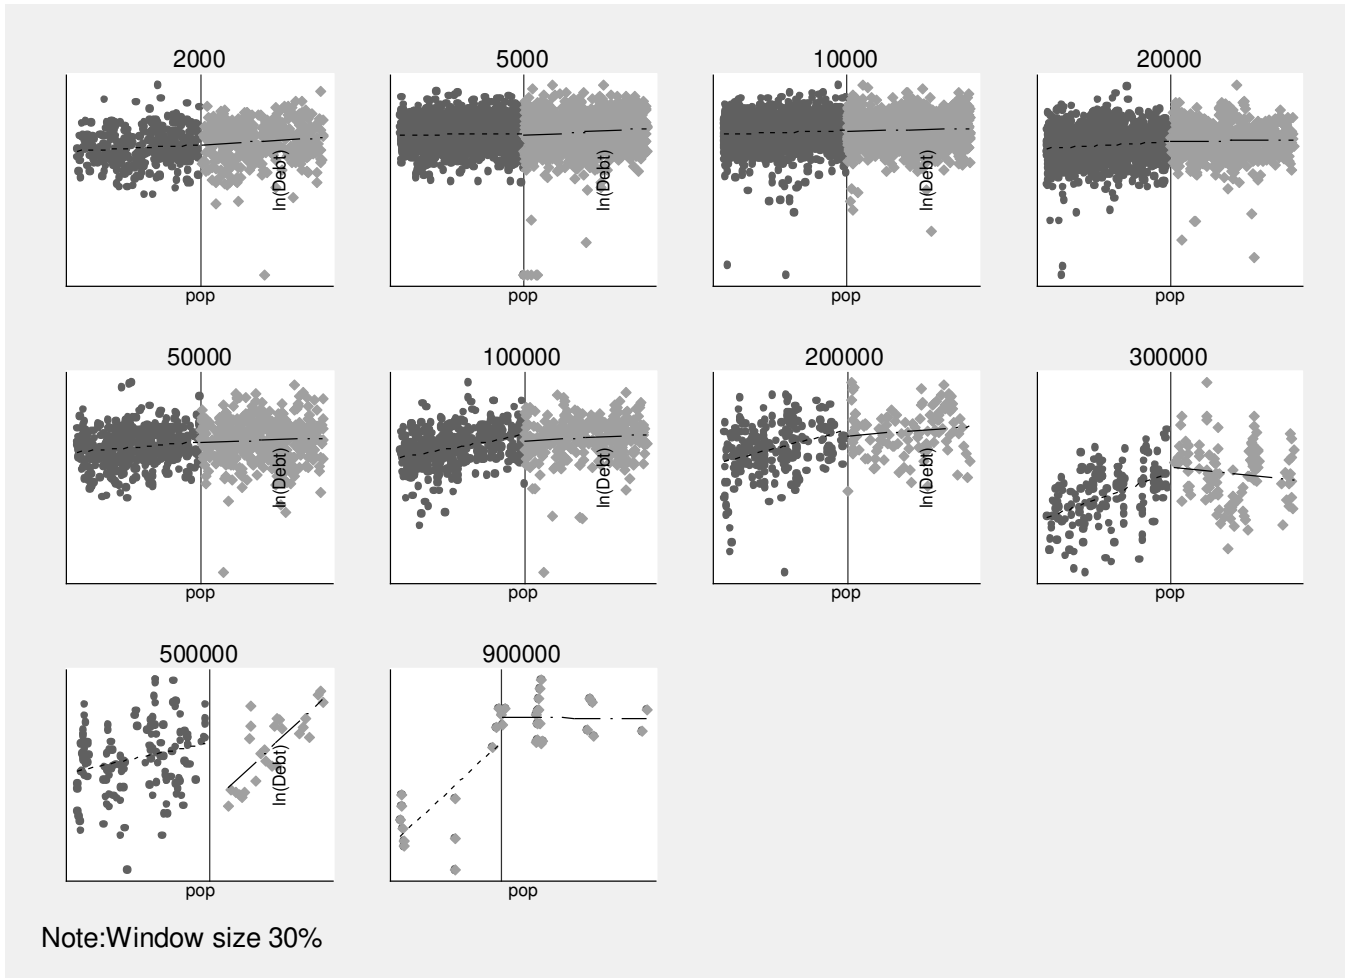 2000
5000
10000
20000
ln(Debt)
ln(Debt)
ln(Debt)
pop
pop
pop
pop
50000
100000
200000
300000
ln(Debt)
ln(Debt)
ln(Debt)
pop
pop
pop
pop
500000
900000
ln(Debt)
pop
pop
Note:Window size 30%